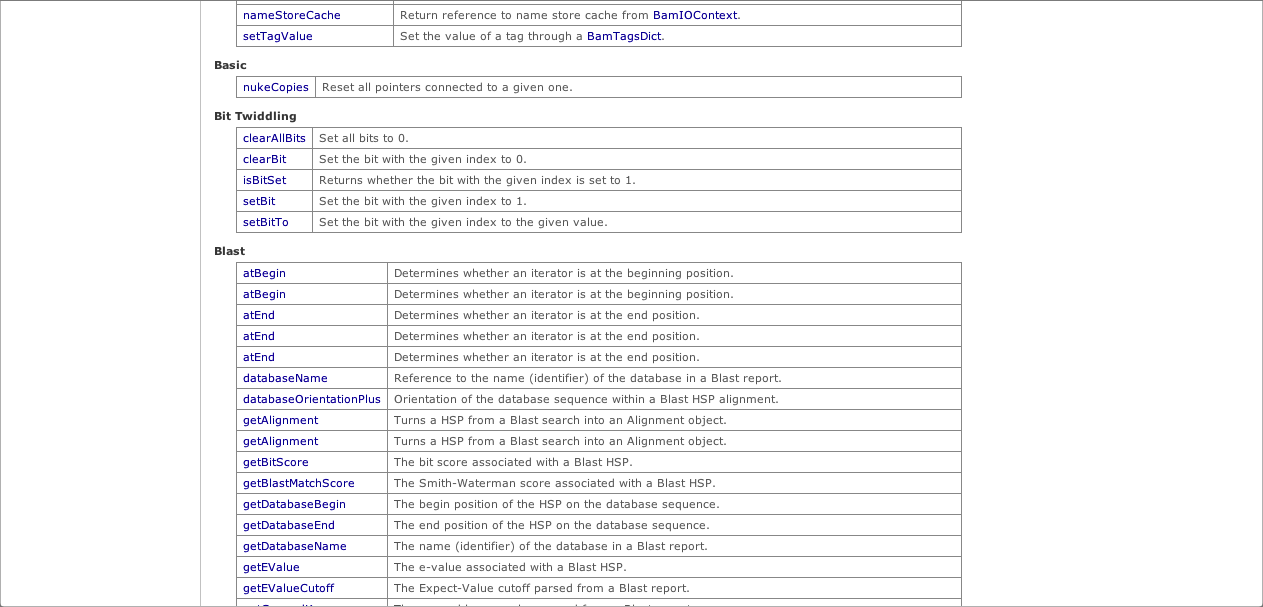 nameStoreCache Return reference to name store cache from BamIOContext.
setTagValue Set the value of a tag through a BamTagsDict.
Basic
nukeCopies Reset all pointers connected to a given one.
Bit Twiddling
clearAllBits Set all bits to 0.
clearBit Set the bit with the given index to 0.
isBitSet Returns whether the bit with the given index is set to 1.
setBit Set the bit with the given index to 1.
setBitTo Set the bit with the given index to the given value.
Blast
atBegin Determines whether an iterator is at the beginning position.
atBegin Determines whether an iterator is at the beginning position.
atEnd Determines whether an iterator is at the end position.
atEnd Determines whether an iterator is at the end position.
atEnd Determines whether an iterator is at the end position.
databaseName Reference to the name (identifier) of the database in a Blast report.
databaseOrientationPlus Orientation of the database sequence within a Blast HSP alignment.
getAlignment Turns a HSP from a Blast search into an Alignment object.
getAlignment Turns a HSP from a Blast search into an Alignment object.
getBitScore The bit score associated with a Blast HSP.
getBlastMatchScore The Smith-Waterman score associated with a Blast HSP.
getDatabaseBegin The begin position of the HSP on the database sequence.
getDatabaseEnd The end position of the HSP on the database sequence.
getDatabaseName The name (identifier) of the database in a Blast report.
getEValue The e-value associated with a Blast HSP.
getEValueCutoff The Expect-Value cutoff parsed from a Blast report.